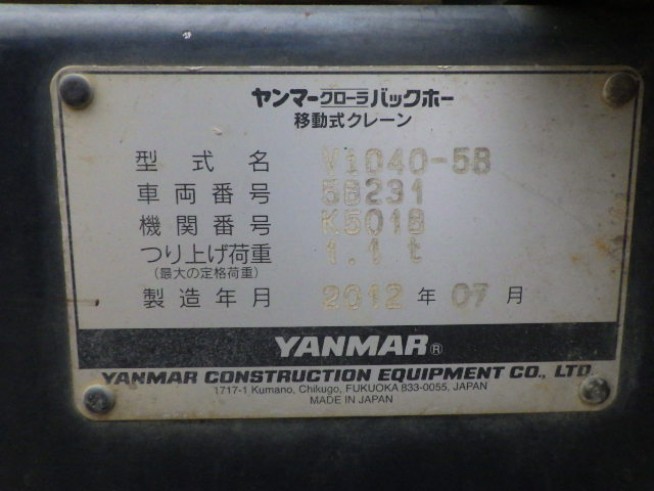 ヤンマークローラバックホー
移動式クレーン
型式名 Vi040-5B
車両番号 5B231
機関番号 K5018
つり上げ荷重 1.1 t
(最大の定格荷重)
製造年月 2012 年 07 月
YANMAR®
YANMAR CONSTRUCTION EQUIPMENT CO., LTD.
1717-1 Kumano, Chikugo, FUKUOKA 833-0055, JAPAN
MADE IN JAPAN